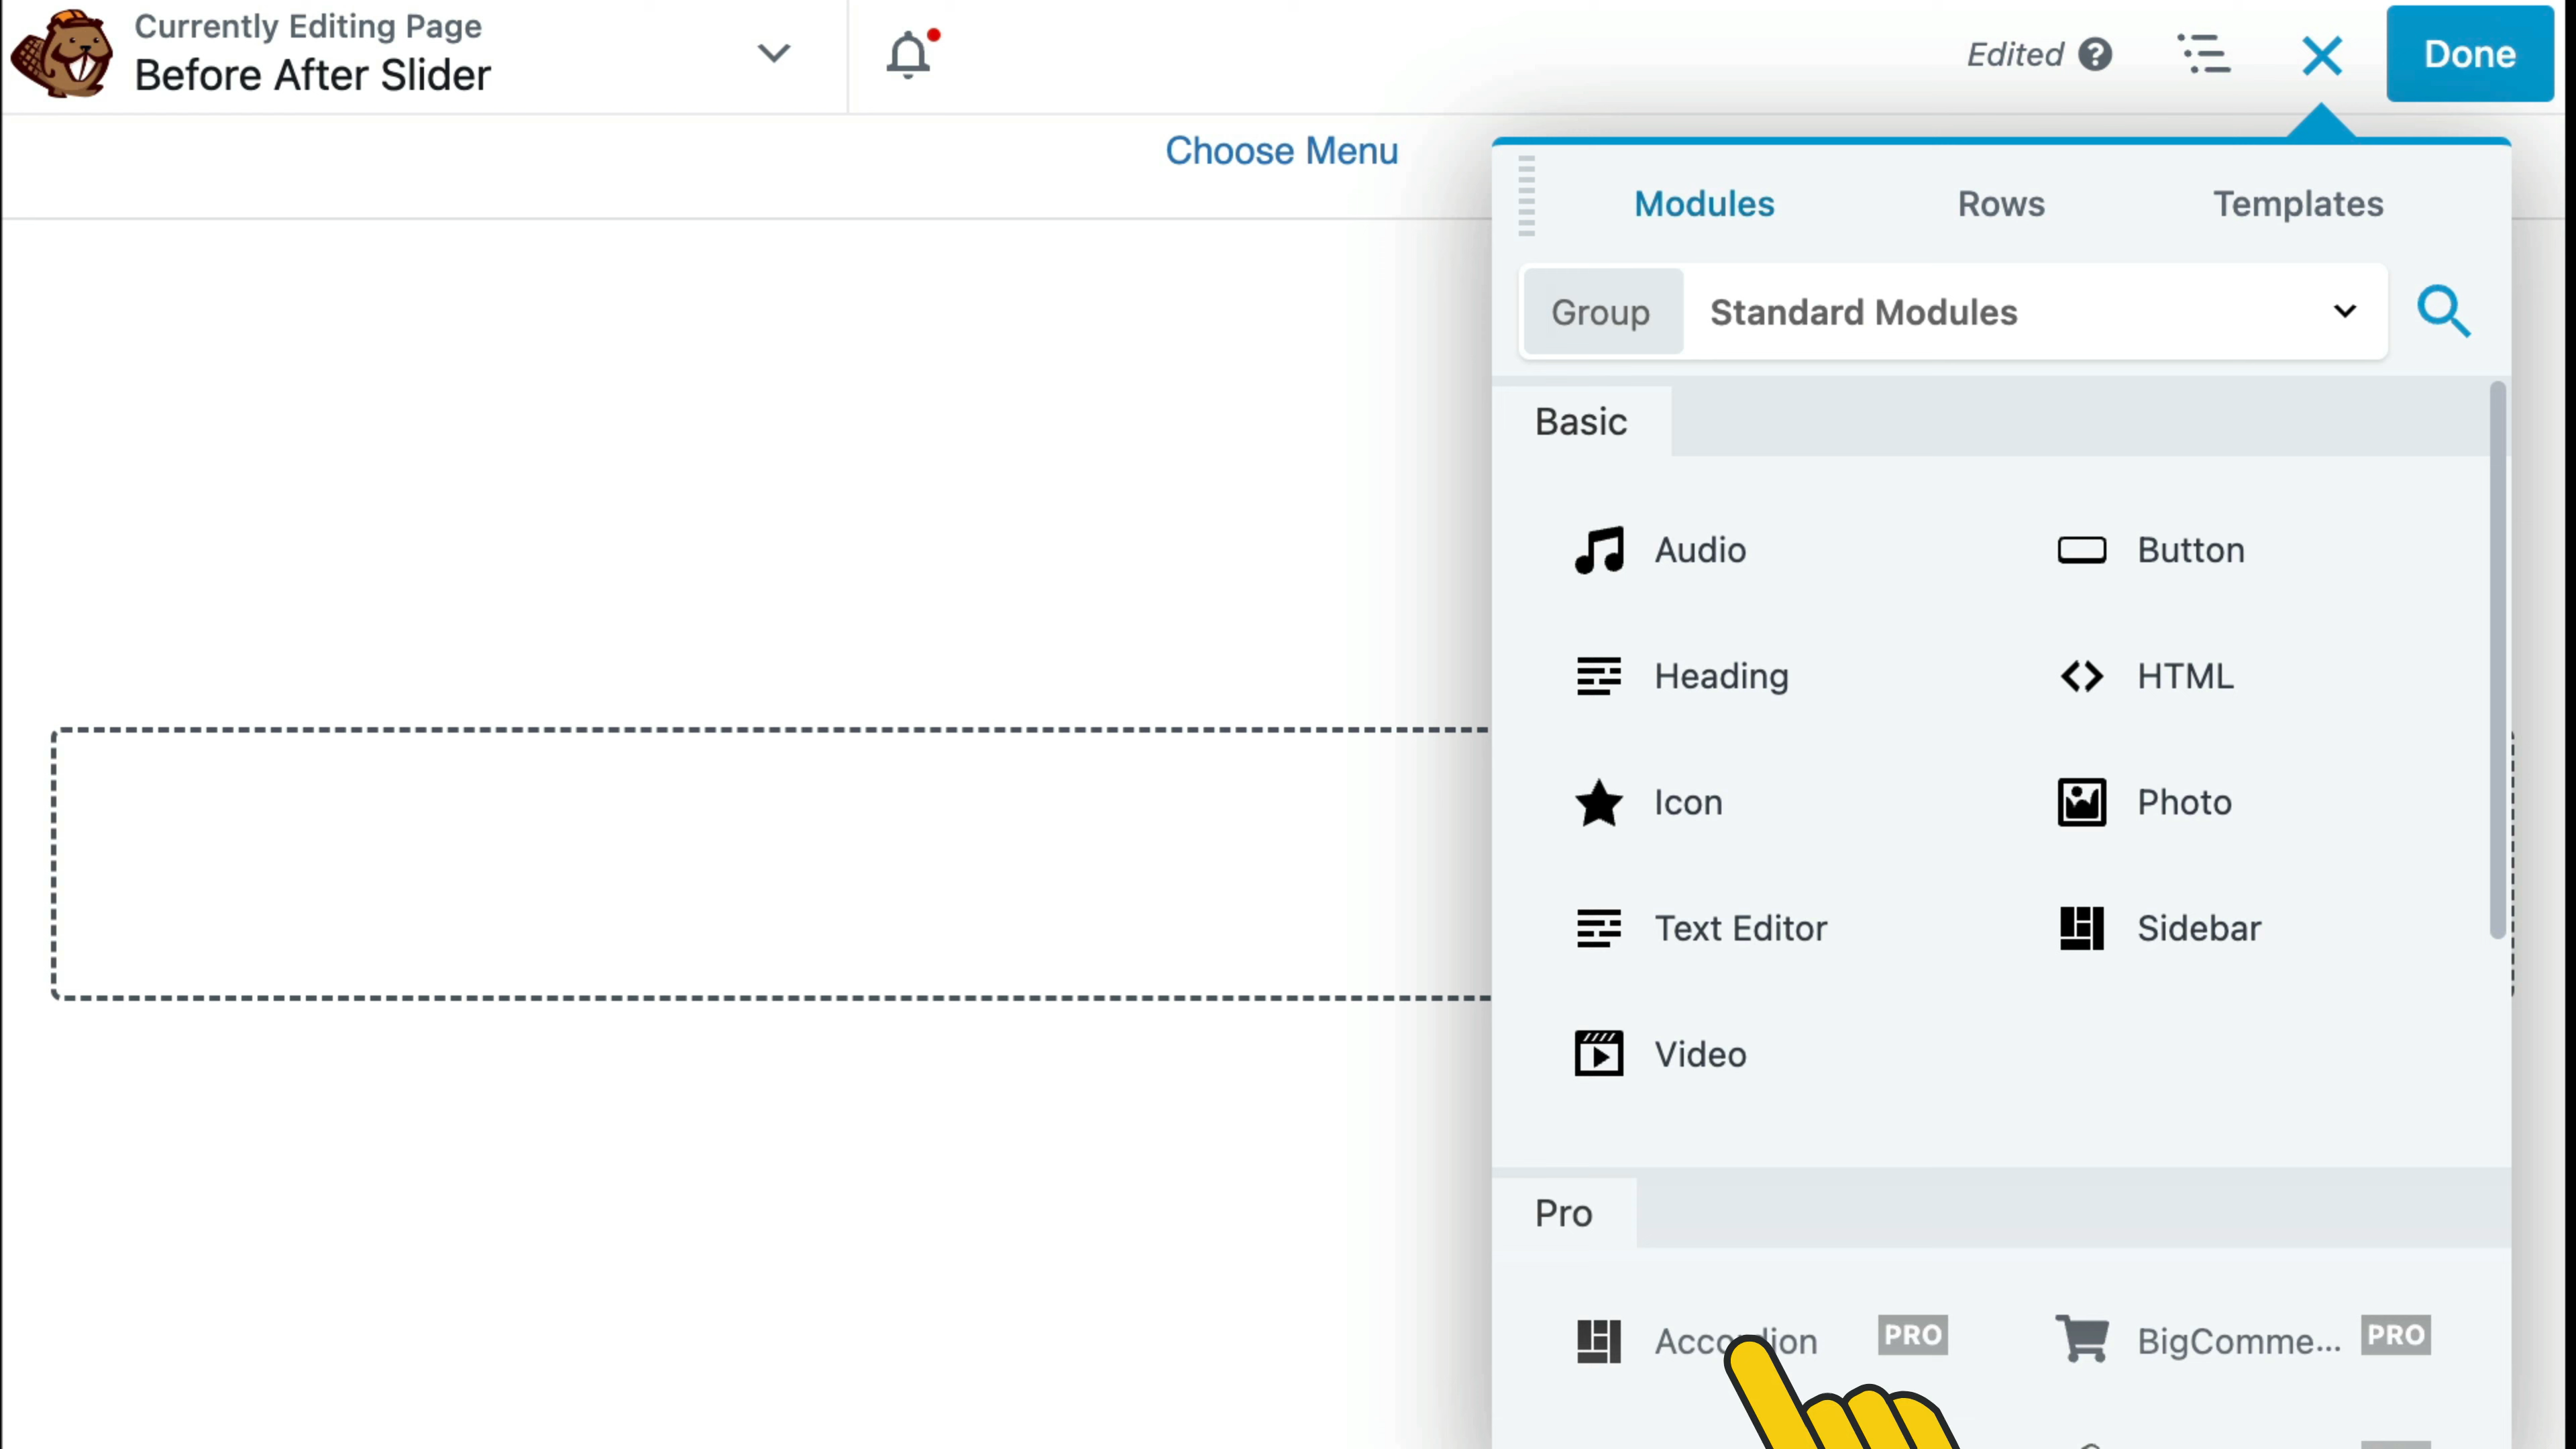 Currently Editing Page
Before After Slider
Edited
Done
Choose Menu
Modules
Rows
Templates
Group
Standard Modules
Basic
Audio
Button
Heading
HTML
Icon
Photo
Text Editor
Sidebar
Video
Pro
Accordion
PRO
BigComme...
PRO